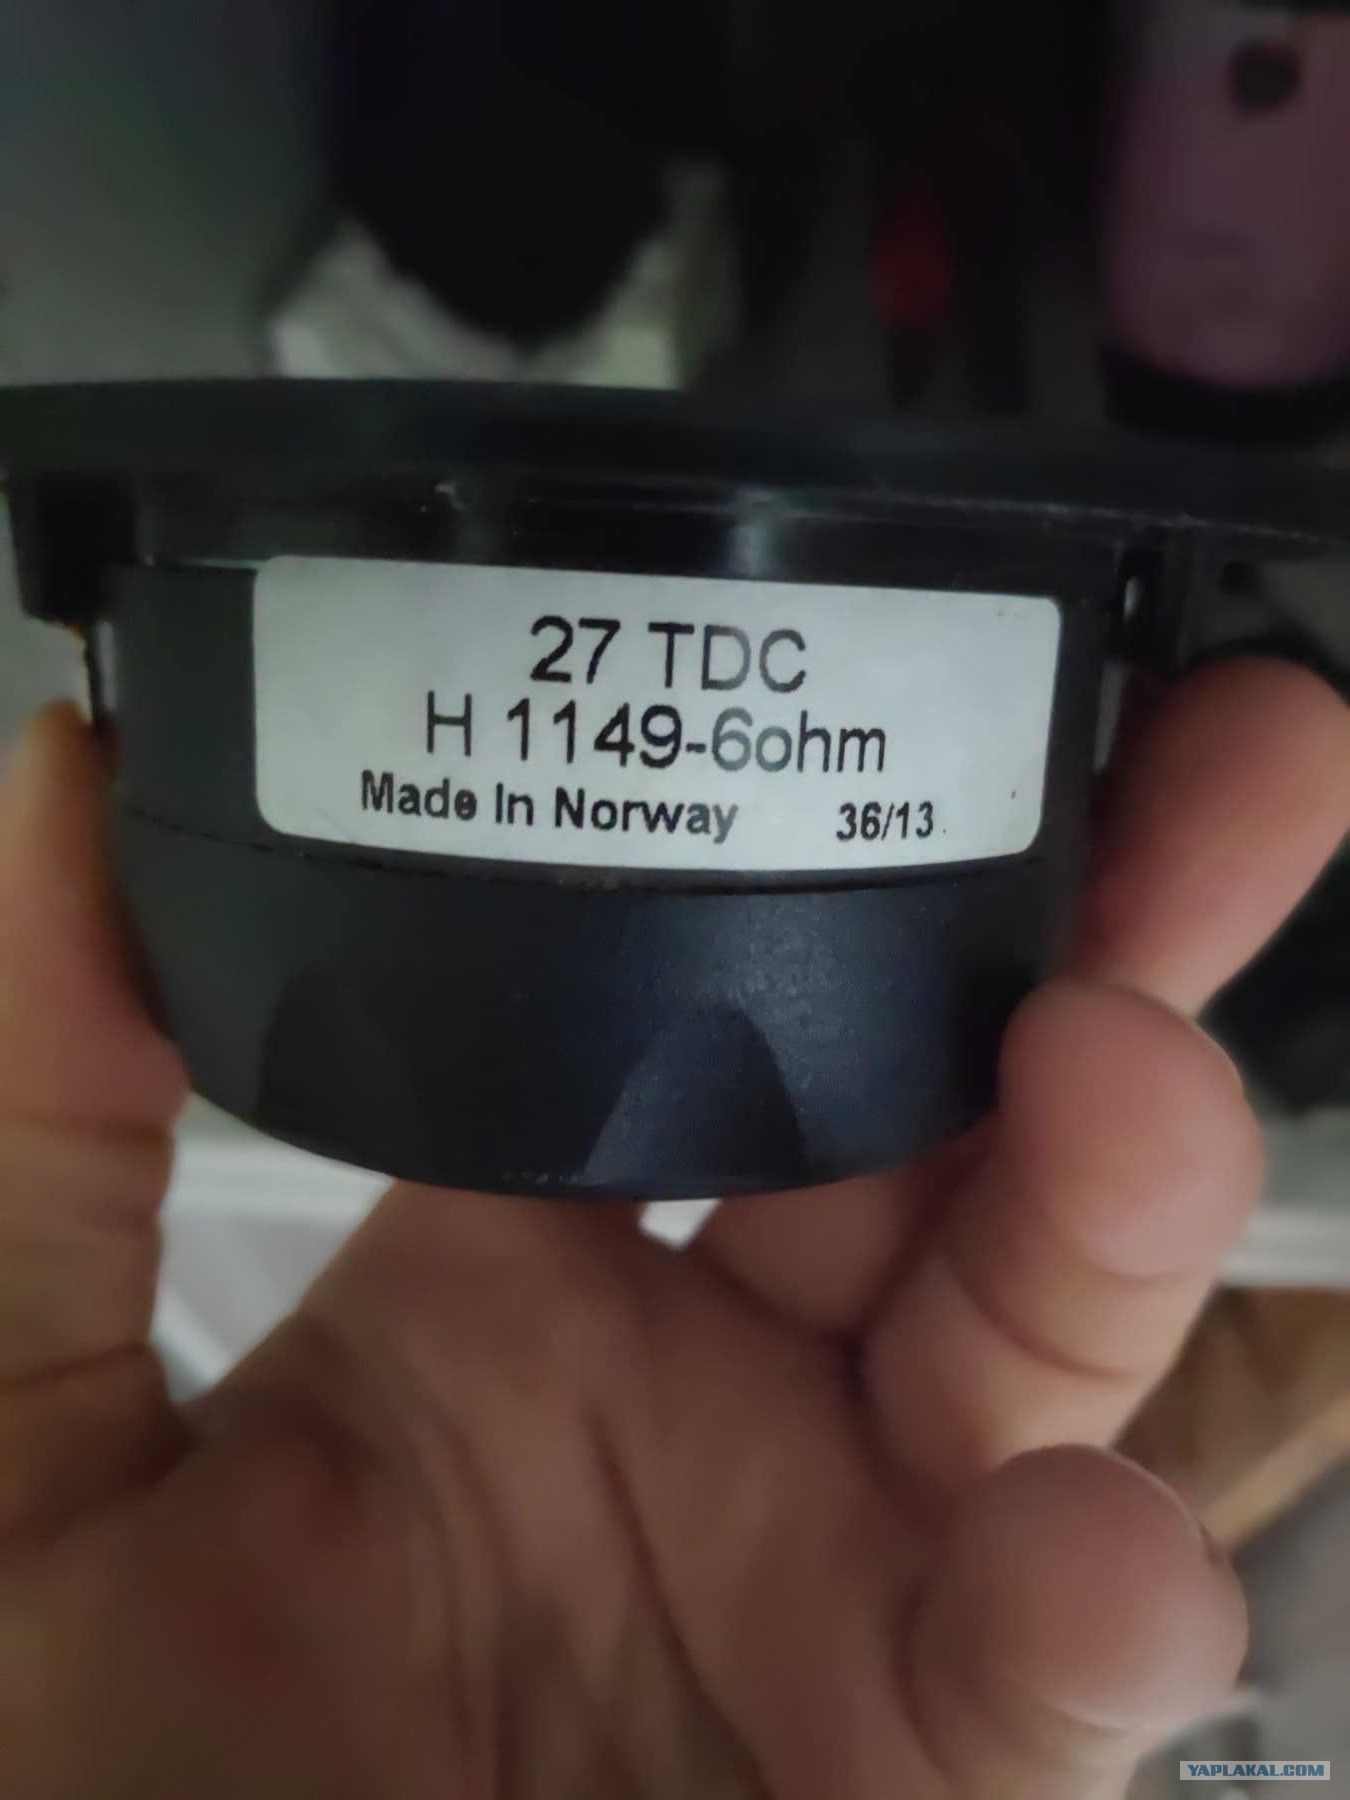 27 TDC
H 1149-6ohm
Made In Norway 36/13
YAPLAKAL.COM